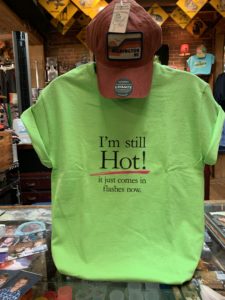 I'm still
Hot!
it just comes in
flashes now.